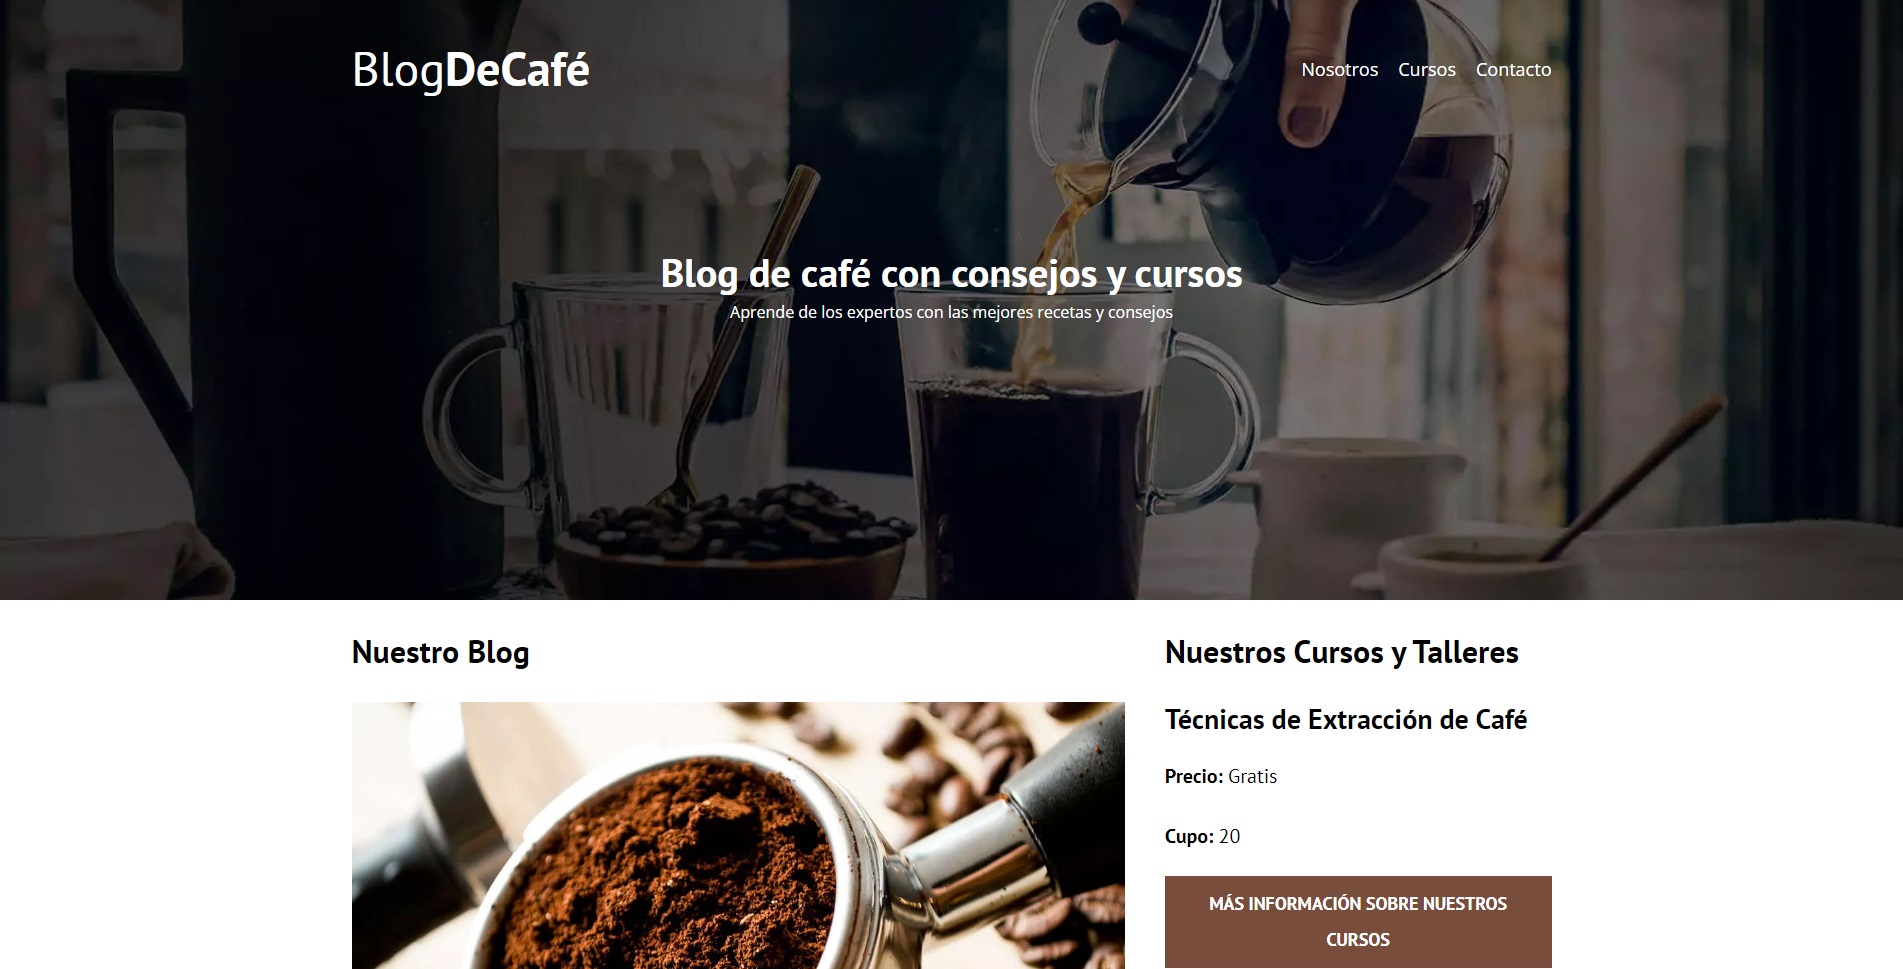 BlogDeCafé
Nosotros Cursos Contacto
Blog de café con consejos y cursos
Aprende de los expertos con las mejores recetas y consejos
Nuestro Blog
Nuestros Cursos y Talleres
Técnicas de Extracción de Café
Precio: Gratis
Cupo: 20
MÁS INFORMACIÓN SOBRE NUESTROS
CURSOS